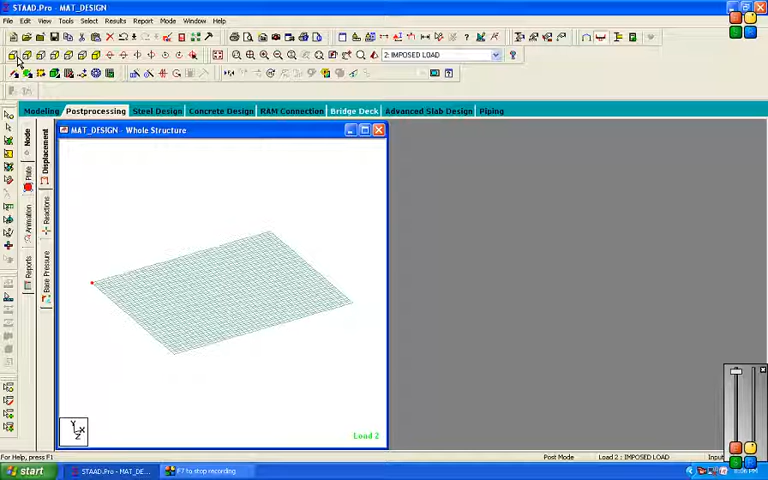 STAAD.Pro - MAT_DESIGN
File Edit View Tools Select Results Report Mode Window Help
2: IMPOSED LOAD
Modeling Postprocessing Steel Design Concrete Design RAM Connection Bridge Deck Advanced Slab Design Piping
MAT_DESIGN - Whole Structure
Node
Displacement
Plate
Reactions
Animation
Base Pressure
Reports
Y
X
Z
Load 2
For Help, press F1
Post Mode
Load 2 : IMPOSED LOAD
Input
start
STAAD.Pro - MAT_DE...
F7 to stop recording